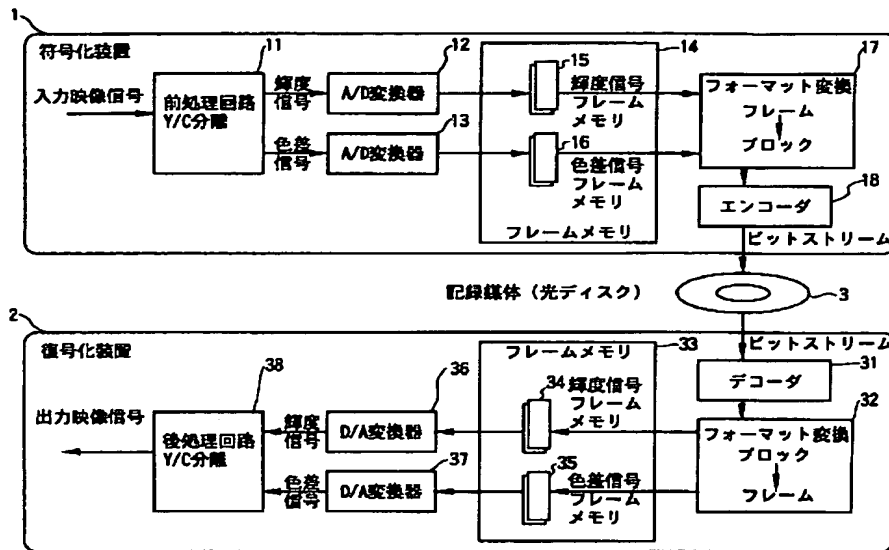 1
符号化装置
入力映像信号
11
前処理回路
Y/C分離
輝度
信号
色差
信号
12
A/D変換器
13
A/D変換器
14
15
輝度信号
フレーム
メモリ
16
色差信号
フレーム
メモリ
フレームメモリ
17
フォーマット変換
フレーム
ブロック
18
エンコーダ
ビットストリーム
記録媒体（光ディスク）
3
2
復号化装置
出力映像信号
38
後処理回路
Y/C分離
輝度
信号
色差
信号
36
D/A変換器
37
D/A変換器
フレームメモリ
33
34
輝度信号
フレーム
メモリ
35
色差信号
フレーム
メモリ
ビットストリーム
31
デコーダ
32
フォーマット変換
ブロック
フレーム